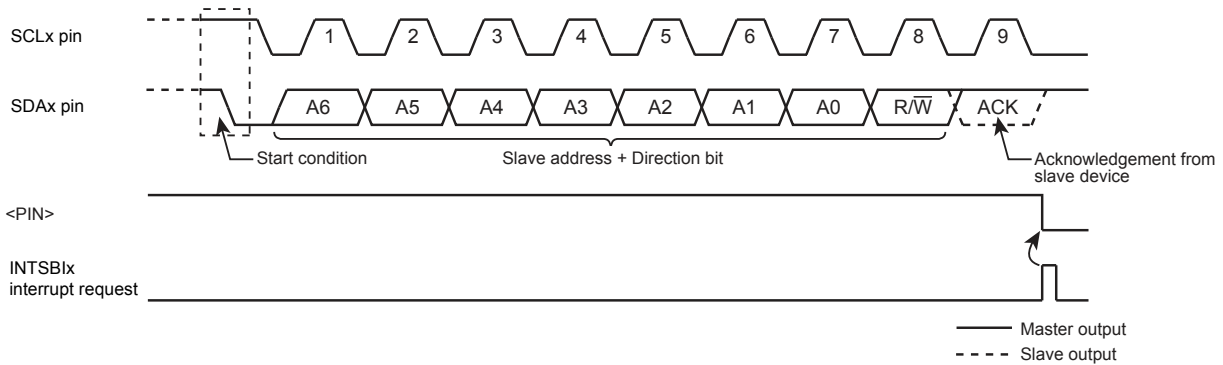 SCLx pin
1 2 3 4 5 6 7 8 9
SDAx pin
A6 A5 A4 A3 A2 A1 A0 R/W̅ ACK
Start condition
Slave address + Direction bit
Acknowledgement from
slave device
<PIN>
INTSBIx
interrupt request
Master output
Slave output